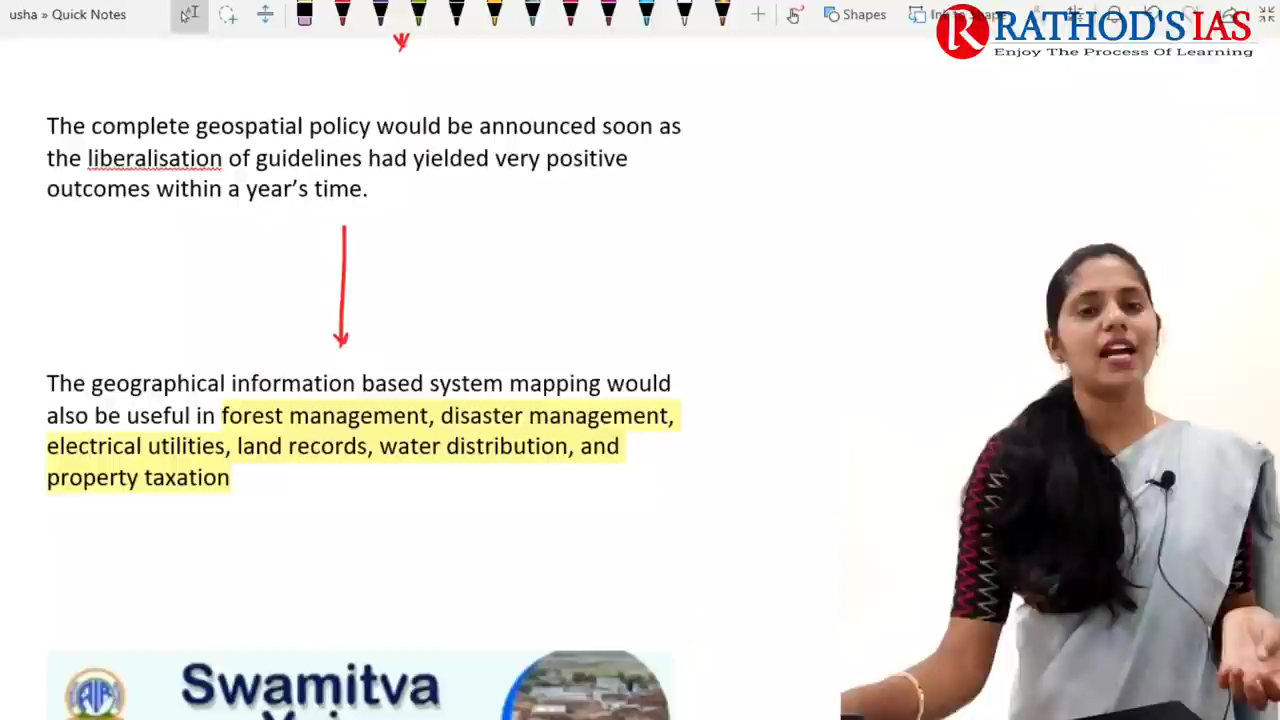 usha » Quick Notes
Shapes
RATHOD'S IAS
Enjoy The Process Of Learning
The complete geospatial policy would be announced soon as
the liberalisation of guidelines had yielded very positive
outcomes within a year's time.
The geographical information based system mapping would
also be useful in forest management, disaster management,
electrical utilities, land records, water distribution, and
property taxation
Swamitva
AIR